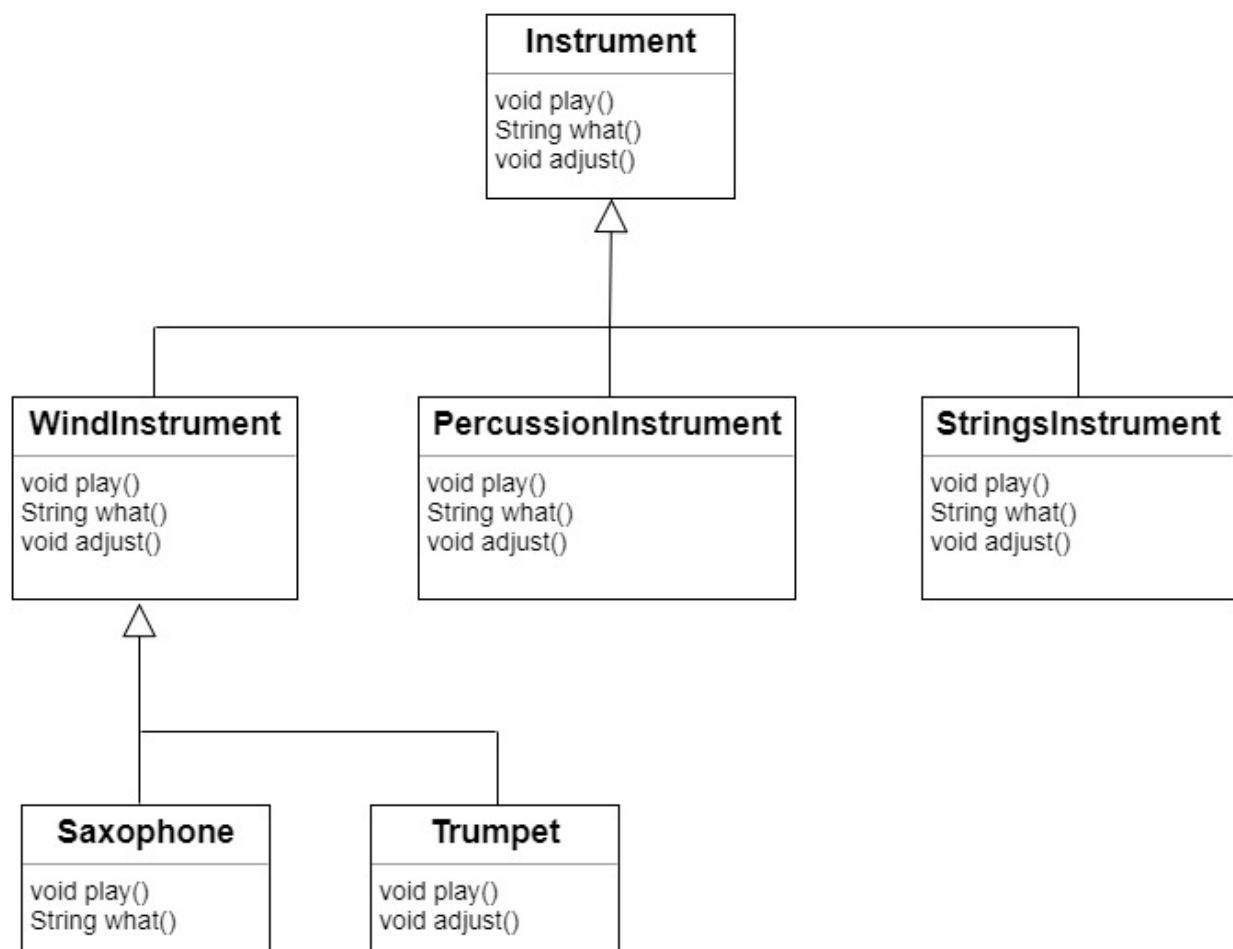 Instrument
void play()
String what()
void adjust()
WindInstrument
void play()
String what()
void adjust()
PercussionInstrument
void play()
String what()
void adjust()
StringsInstrument
void play()
String what()
void adjust()
Saxophone
void play()
String what()
Trumpet
void play()
void adjust()